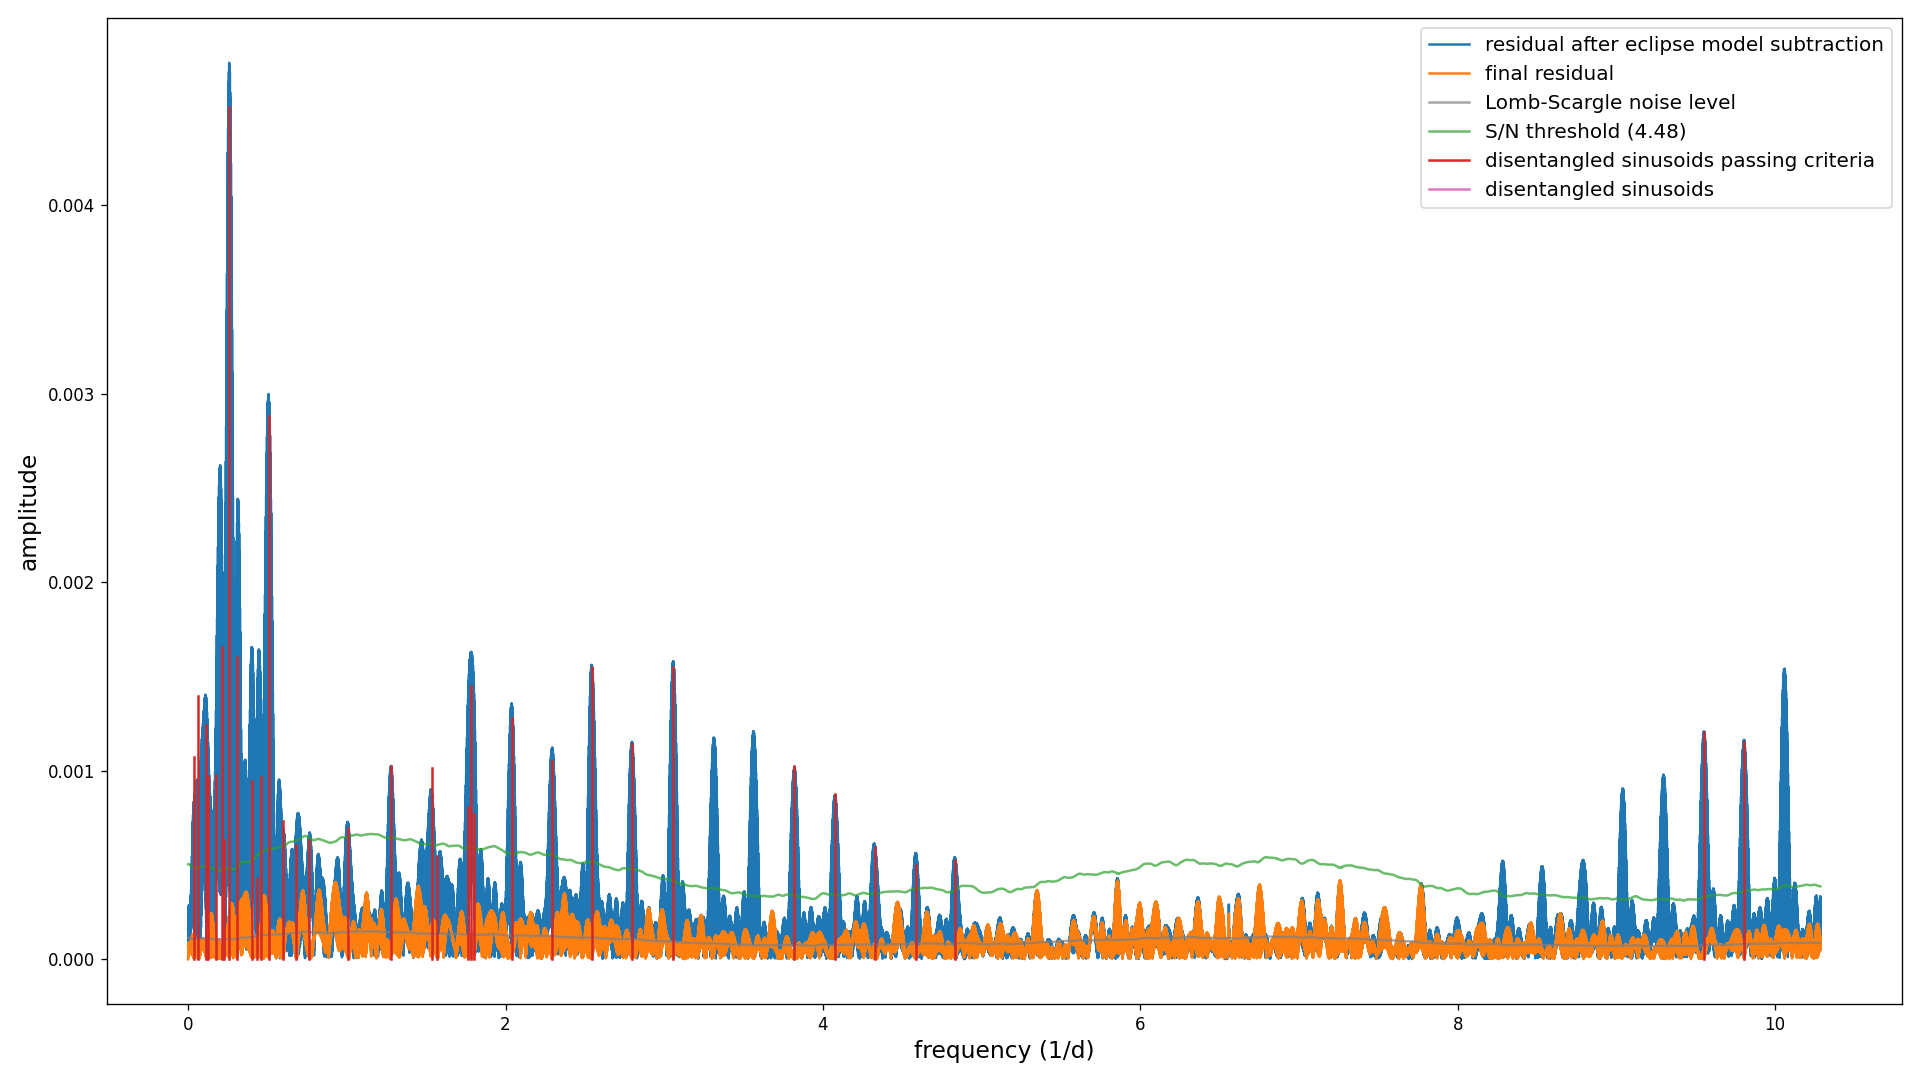 residual after eclipse model subtraction
final residual
Lomb-Scargle noise level
S/N threshold (4.48)
disentangled sinusoids passing criteria
disentangled sinusoids
amplitude
0.004
0.003
0.002
0.001
0.000
0 2 4 6 8 10
frequency (1/d)